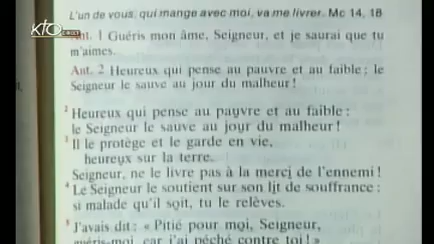 KTO
L'un de vous, qui mange avec moi, va me livrer. Mc 14, 18
Ant. 1 Guéris mon âme, Seigneur, et je saurai que tu
m'aimes.
Ant. 2 Heureux qui pense au pauvre et au faible : le
Seigneur le sauve au jour du malheur !
2 Heureux qui pense au pauvre et au faible :
le Seigneur le sauve au jour du malheur !
3 Il le protège et le garde en vie,
heureux sur la terre.
Seigneur, ne le livre pas à la merci de l'ennemi !
4 Le Seigneur le soutient sur son lit de souffrance :
si malade qu'il soit, tu le relèves.
5 J'avais dit : « Pitié pour moi, Seigneur,
guéris-moi, car j'ai péché contre toi ! »